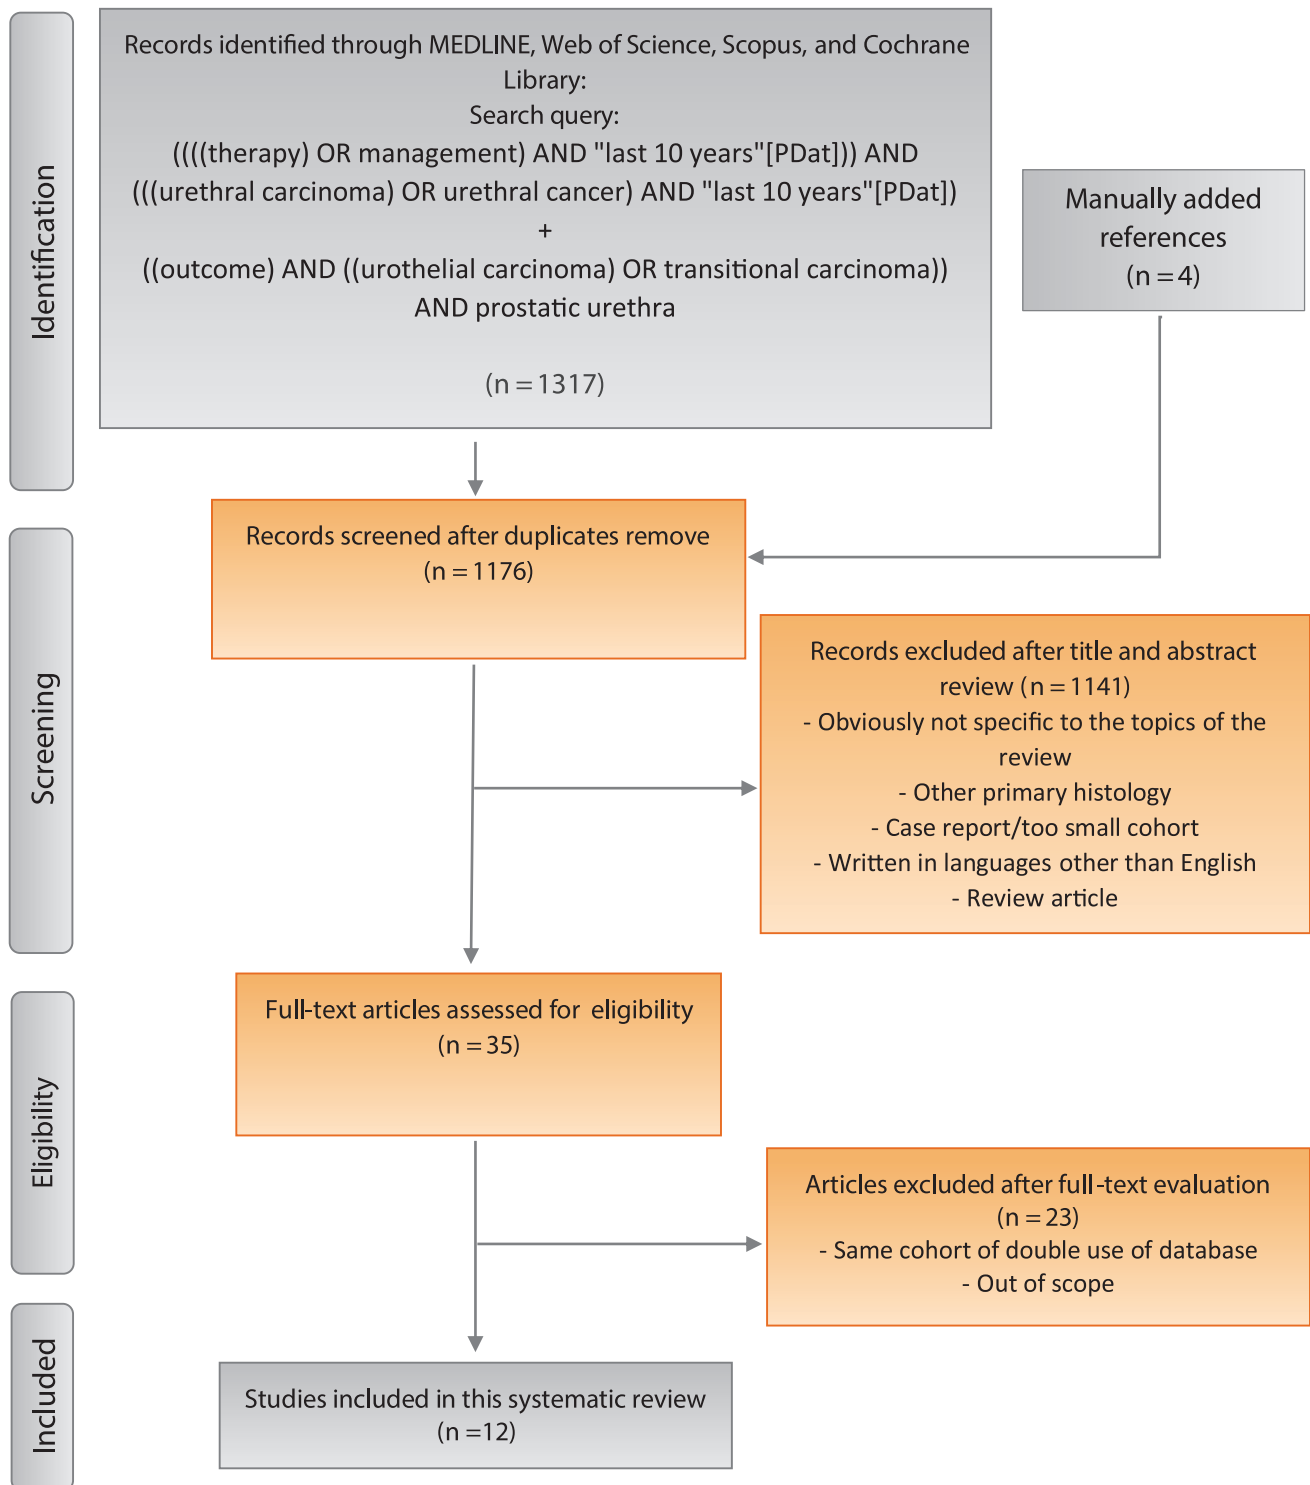 Identification
Records identified through MEDLINE, Web of Science, Scopus, and Cochrane
Library:
Search query:
((((therapy) OR management) AND "last 10 years"[PDat])) AND
(((urethral carcinoma) OR urethral cancer) AND "last 10 years"[PDat])
+
((outcome) AND ((urothelial carcinoma) OR transitional carcinoma))
AND prostatic urethra
(n = 1317)
Manually added
references
(n = 4)
Screening
Records screened after duplicates remove
(n = 1176)
Records excluded after title and abstract
review (n = 1141)
- Obviously not specific to the topics of the
review
- Other primary histology
- Case report/too small cohort
- Written in languages other than English
- Review article
Eligibility
Full-text articles assessed for eligibility
(n = 35)
Articles excluded after full-text evaluation
(n = 23)
- Same cohort of double use of database
- Out of scope
Included
Studies included in this systematic review
(n =12)